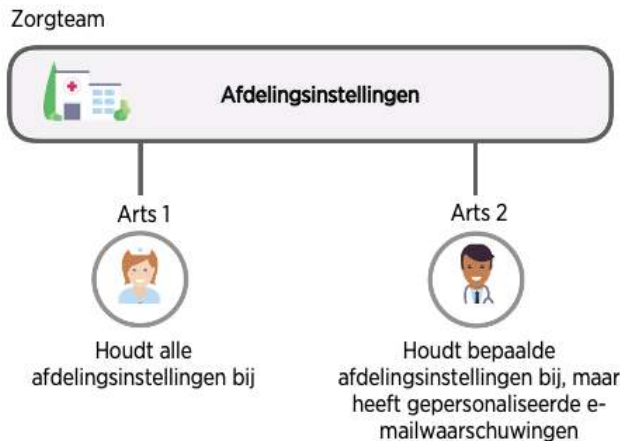 Zorgteam
Afdelingsinstellingen
Arts 1
Arts 2
Houdt alle
afdelingsinstellingen bij
Houdt bepaalde
afdelingsinstellingen bij, maar
heeft gepersonaliseerde e-
mailwaarschuwingen